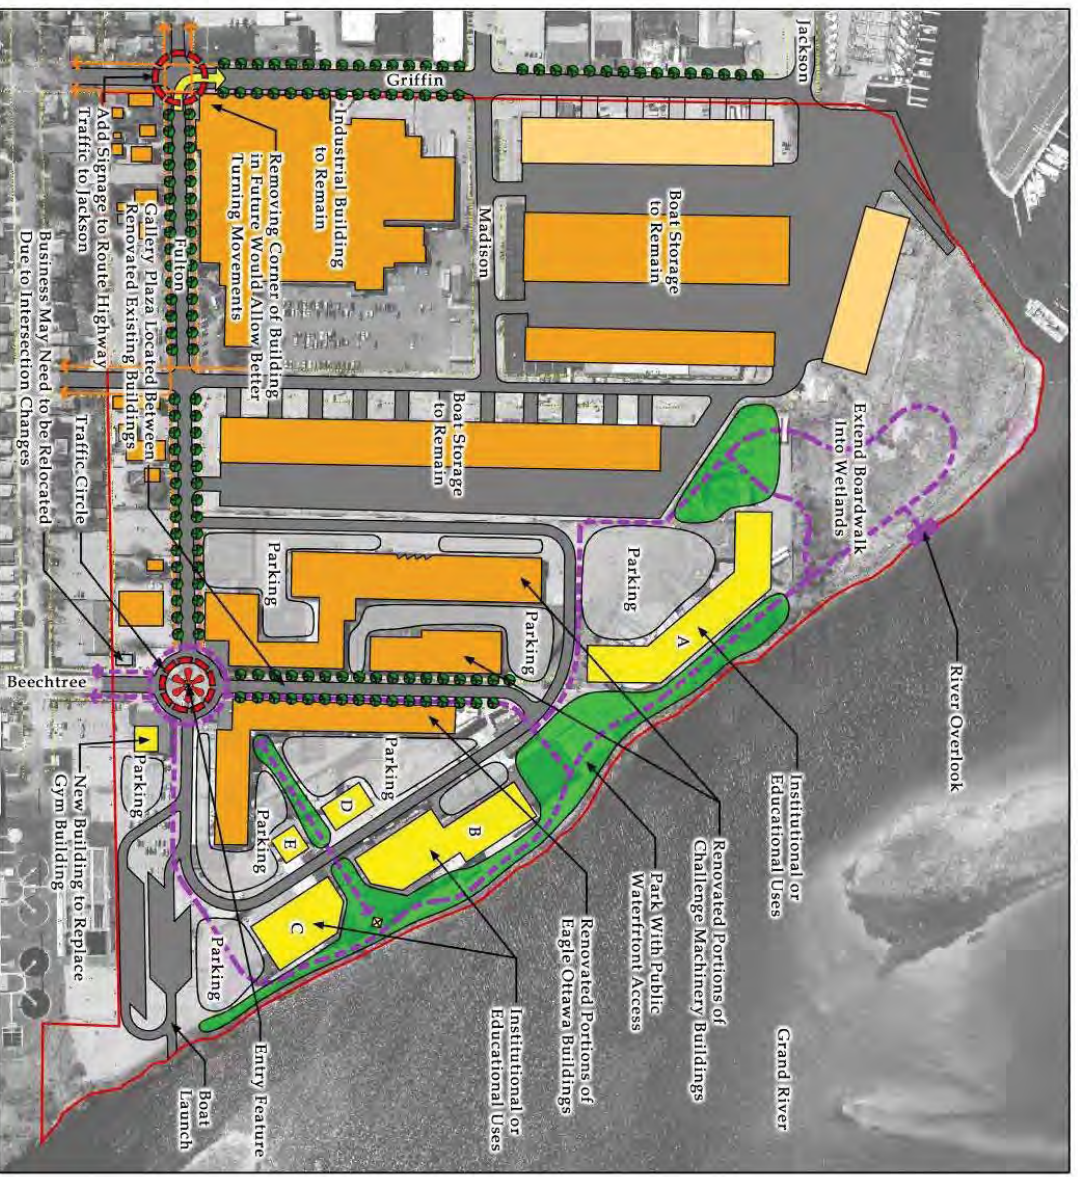 Jackson
Griffin
Industrial Building
to Remain
Madison
Boat Storage
to Remain
Add Signage to Route Highway
Traffic to Jackson
Removing Corner of Building
in Future Would Allow Better
Turning Movements
Fulton
Gallery Plaza Located Between
Renovated Existing Buildings
Business May Need to be Relocated
Due to Intersection Changes
Traffic Circle
Boat Storage
to Remain
Extend Boardwalk
Into Wetlands
River Overlook
Parking
Parking
Parking
A
Beechtree
Institutional or
Educational Uses
Renovated Portions of
Challenge Machinery Buildings
Park With Public
Waterfrtont Access
Renovated Portions of
Eagle Ottawa Buildings
Institutional or
Educational Uses
Grand River
Parking
Parking
Parking
Parking
B
C
D
E
New Building to Replace
Gym Building
Entry Feature
Boat
Launch